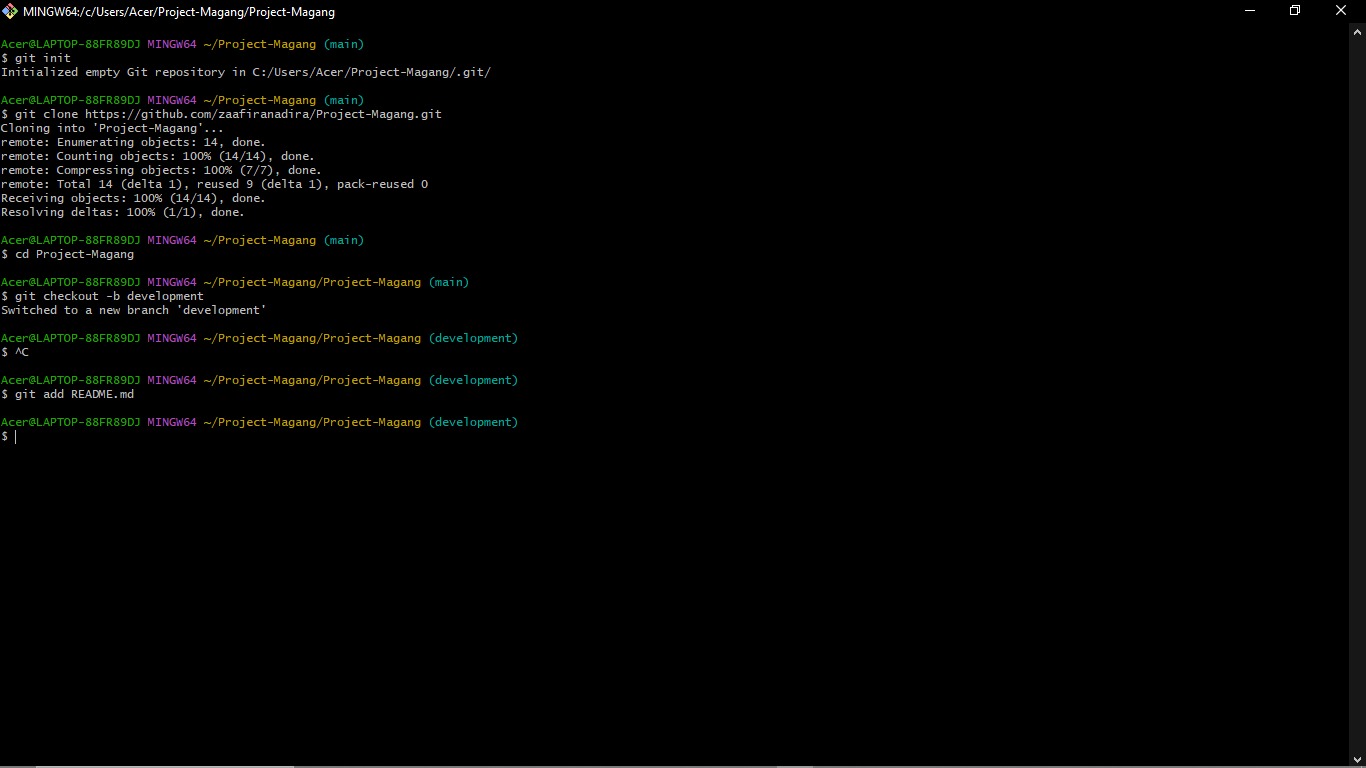 MINGW64:/c/Users/Acer/Project-Magang/Project-Magang
Acer@LAPTOP-88FR89DJ MINGW64 ~/Project-Magang (main)
$ git init
Initialized empty Git repository in C:/Users/Acer/Project-Magang/.git/
Acer@LAPTOP-88FR89DJ MINGW64 ~/Project-Magang (main)
$ git clone https://github.com/zaafiranadira/Project-Magang.git
Cloning into 'Project-Magang'...
remote: Enumerating objects: 14, done.
remote: Counting objects: 100% (14/14), done.
remote: Compressing objects: 100% (7/7), done.
remote: Total 14 (delta 1), reused 9 (delta 1), pack-reused 0
Receiving objects: 100% (14/14), done.
Resolving deltas: 100% (1/1), done.
Acer@LAPTOP-88FR89DJ MINGW64 ~/Project-Magang (main)
$ cd Project-Magang
Acer@LAPTOP-88FR89DJ MINGW64 ~/Project-Magang/Project-Magang (main)
$ git checkout -b development
Switched to a new branch 'development'
Acer@LAPTOP-88FR89DJ MINGW64 ~/Project-Magang/Project-Magang (development)
$ ^C
Acer@LAPTOP-88FR89DJ MINGW64 ~/Project-Magang/Project-Magang (development)
$ git add README.md
Acer@LAPTOP-88FR89DJ MINGW64 ~/Project-Magang/Project-Magang (development)
$